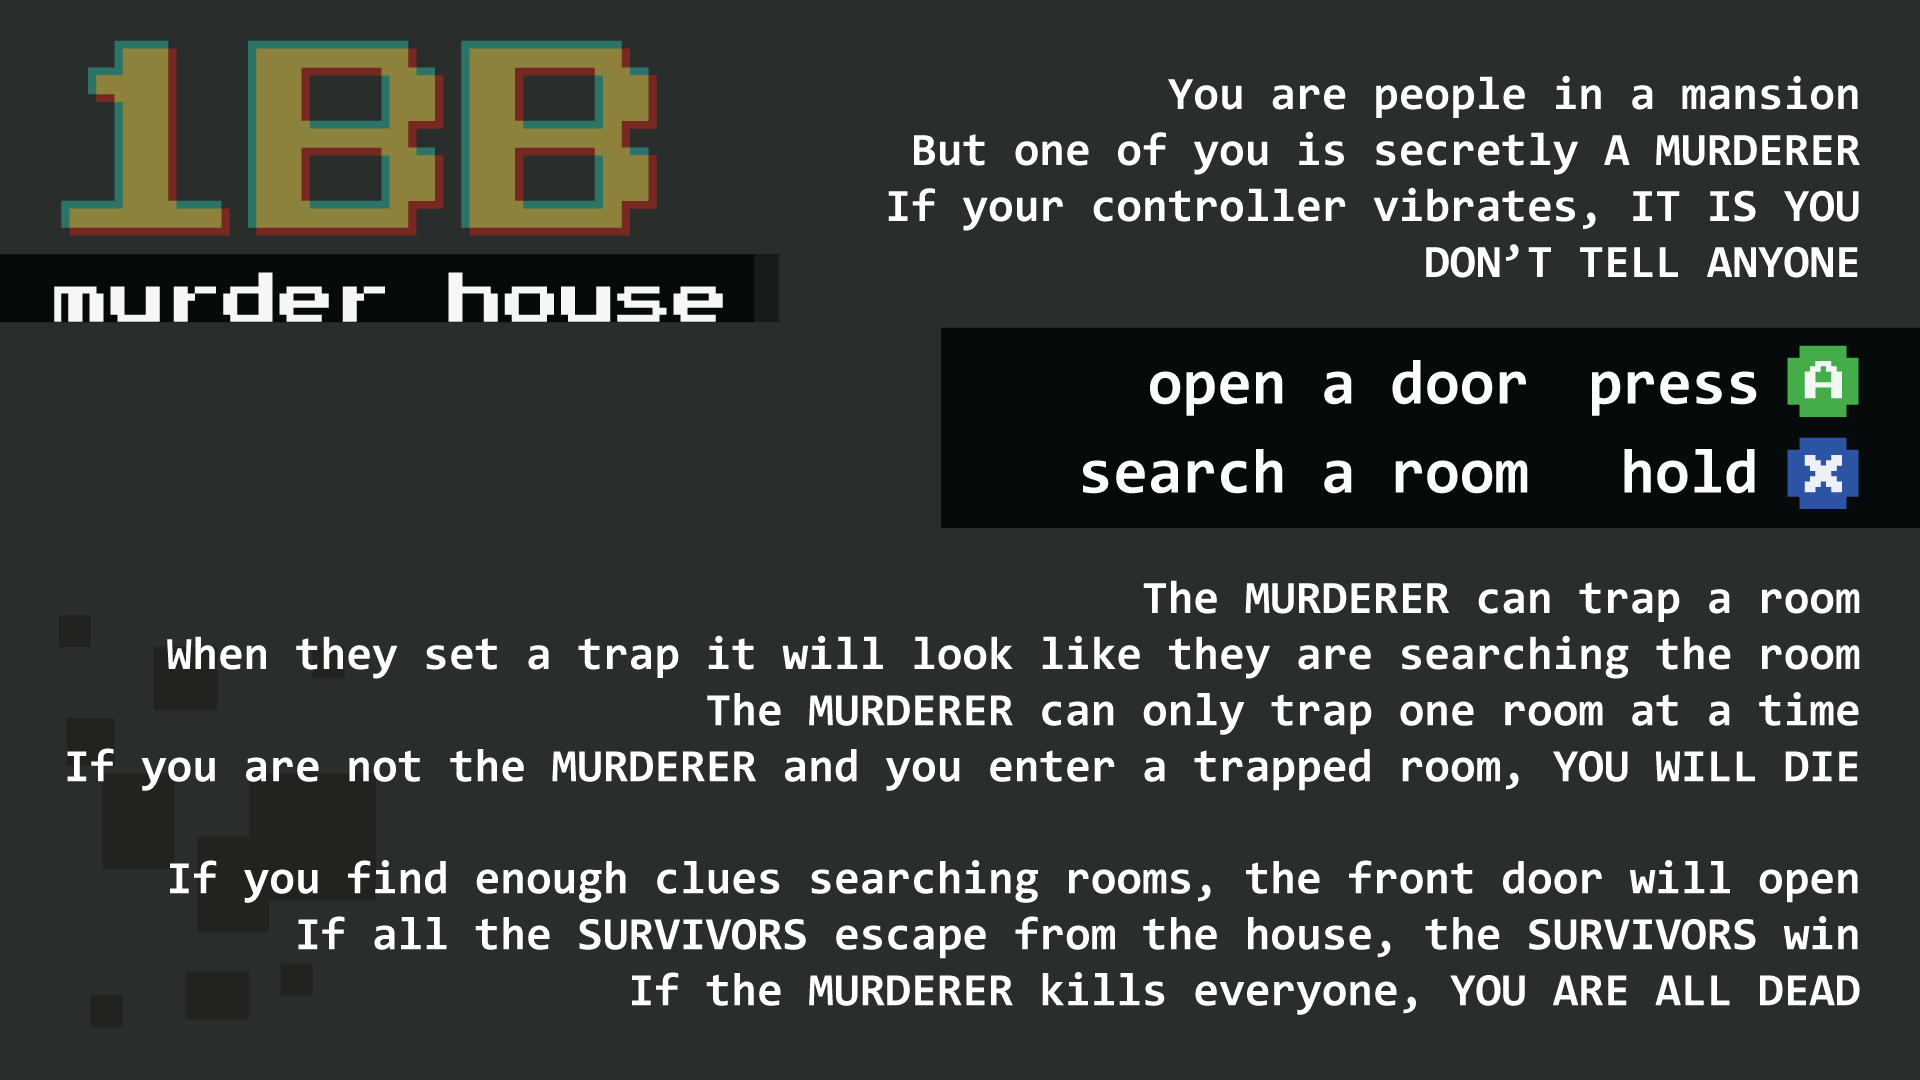 1BB
murder house
You are people in a mansion
But one of you is secretly A MURDERER
If your controller vibrates, IT IS YOU
DON’T TELL ANYONE
open a door press A
search a room hold X
The MURDERER can trap a room
When they set a trap it will look like they are searching the room
The MURDERER can only trap one room at a time
If you are not the MURDERER and you enter a trapped room, YOU WILL DIE
If you find enough clues searching rooms, the front door will open
If all the SURVIVORS escape from the house, the SURVIVORS win
If the MURDERER kills everyone, YOU ARE ALL DEAD